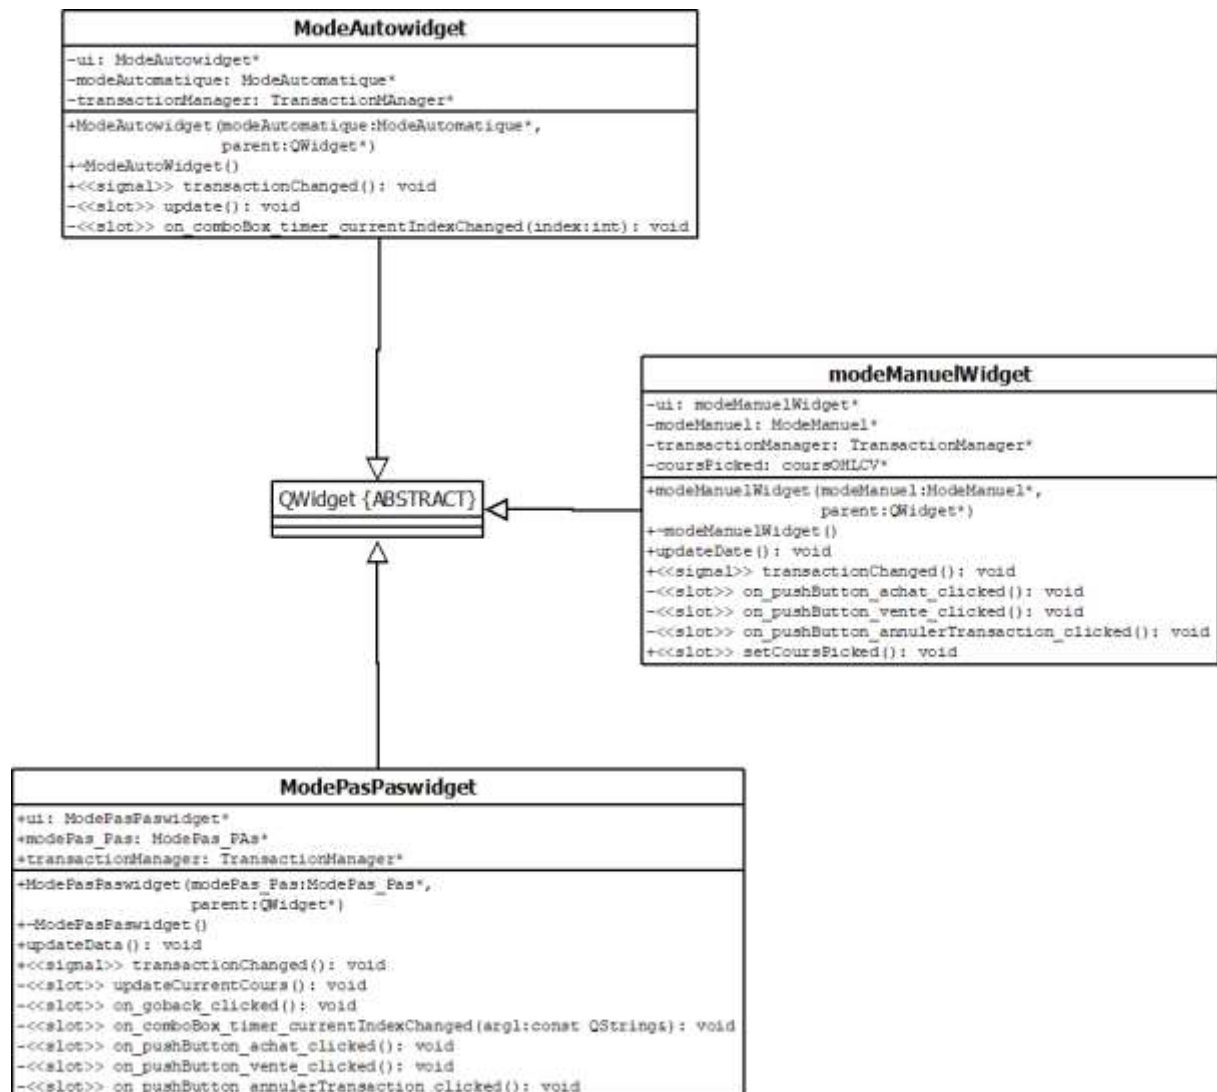 ModeAutowidget
-ui: ModeAutowidget*
-modeAutomatique: ModeAutomatique*
-transactionManager: TransactionMAnager*
+ModeAutowidget(modeAutomatique:ModeAutomatique*,
parent:QWidget*)
+~ModeAutoWidget()
+<<signal>> transactionChanged(): void
-<<slot>> update(): void
-<<slot>> on_comboBox_timer_currentIndexChanged(index:int): void
modeManuelWidget
-ui: modeManuelWidget*
-modeManuel: ModeManuel*
-transactionManager: TransactionManager*
-coursPicked: coursOHLCV*
+modeManuelWidget(modeManuel:ModeManuel*,
parent:QWidget*)
+~modeManuelWidget()
+updateDate(): void
+<<signal>> transactionChanged(): void
-<<slot>> on_pushButton_achat_clicked(): void
-<<slot>> on_pushButton_vente_clicked(): void
-<<slot>> on_pushButton_annulerTransaction_clicked(): void
+<<slot>> setCoursPicked(): void
QWidget {ABSTRACT}
ModePasPaswidget
+ui: ModePasPaswidget*
+modePas_Pas: ModePas_PAs*
+transactionManager: TransactionManager*
+ModePasPaswidget(modePas_Pas:ModePas_Pas*,
parent:QWidget*)
+~ModePasPaswidget()
+updateData(): void
+<<signal>> transactionChanged(): void
-<<slot>> updateCurrentCours(): void
-<<slot>> on_goback_clicked(): void
-<<slot>> on_comboBox_timer_currentIndexChanged(arg1:const QString&): void
-<<slot>> on_pushButton_achat_clicked(): void
-<<slot>> on_pushButton_vente_clicked(): void
-<<slot>> on_pushButton_annulerTransaction_clicked(): void